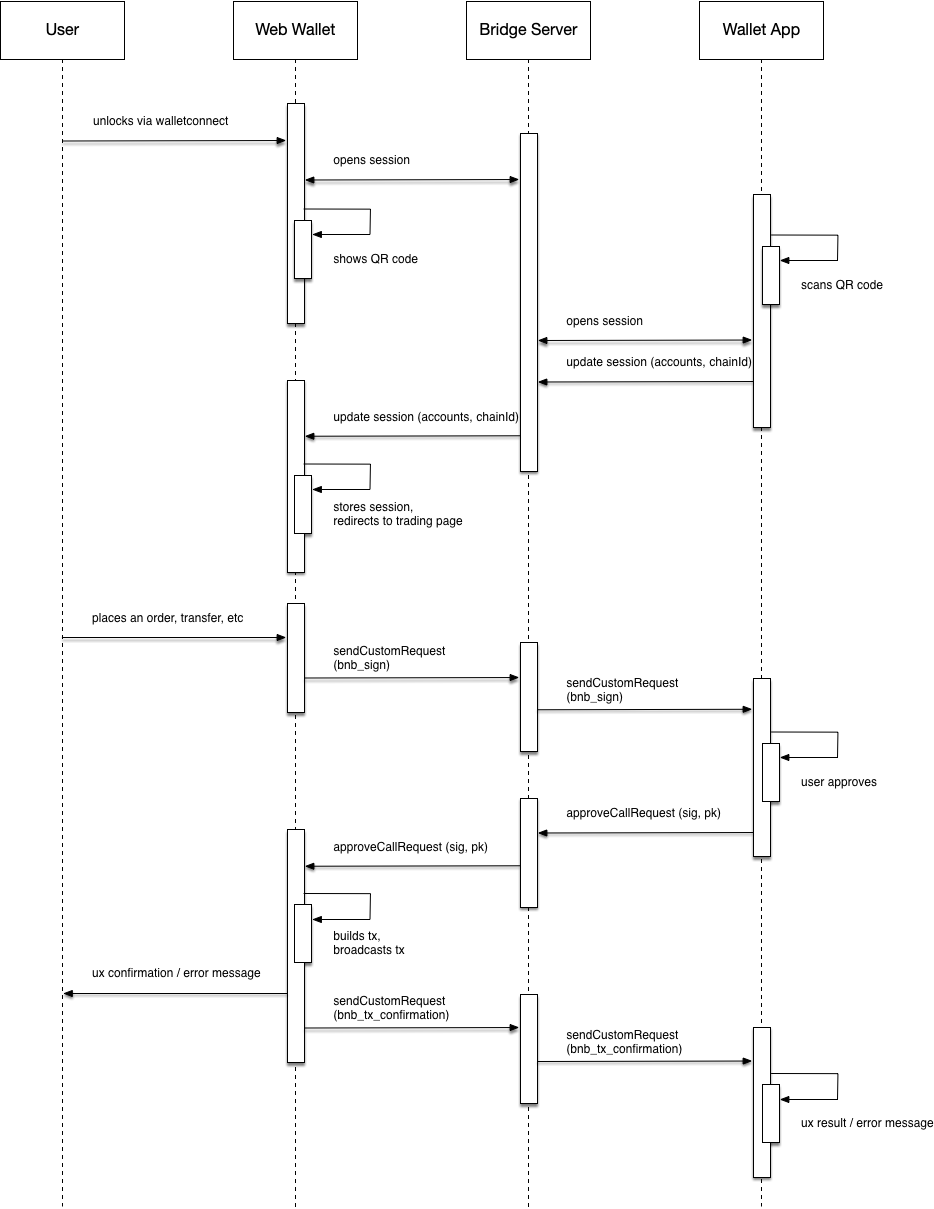 User
Web Wallet
Bridge Server
Wallet App
unlocks via walletconnect
opens session
shows QR code
scans QR code
opens session
update session (accounts, chainId)
update session (accounts, chainId)
stores session,
redirects to trading page
places an order, transfer, etc
sendCustomRequest
(bnb_sign)
sendCustomRequest
(bnb_sign)
user approves
approveCallRequest (sig, pk)
approveCallRequest (sig, pk)
builds tx,
broadcasts tx
ux confirmation / error message
sendCustomRequest
(bnb_tx_confirmation)
sendCustomRequest
(bnb_tx_confirmation)
ux result / error message